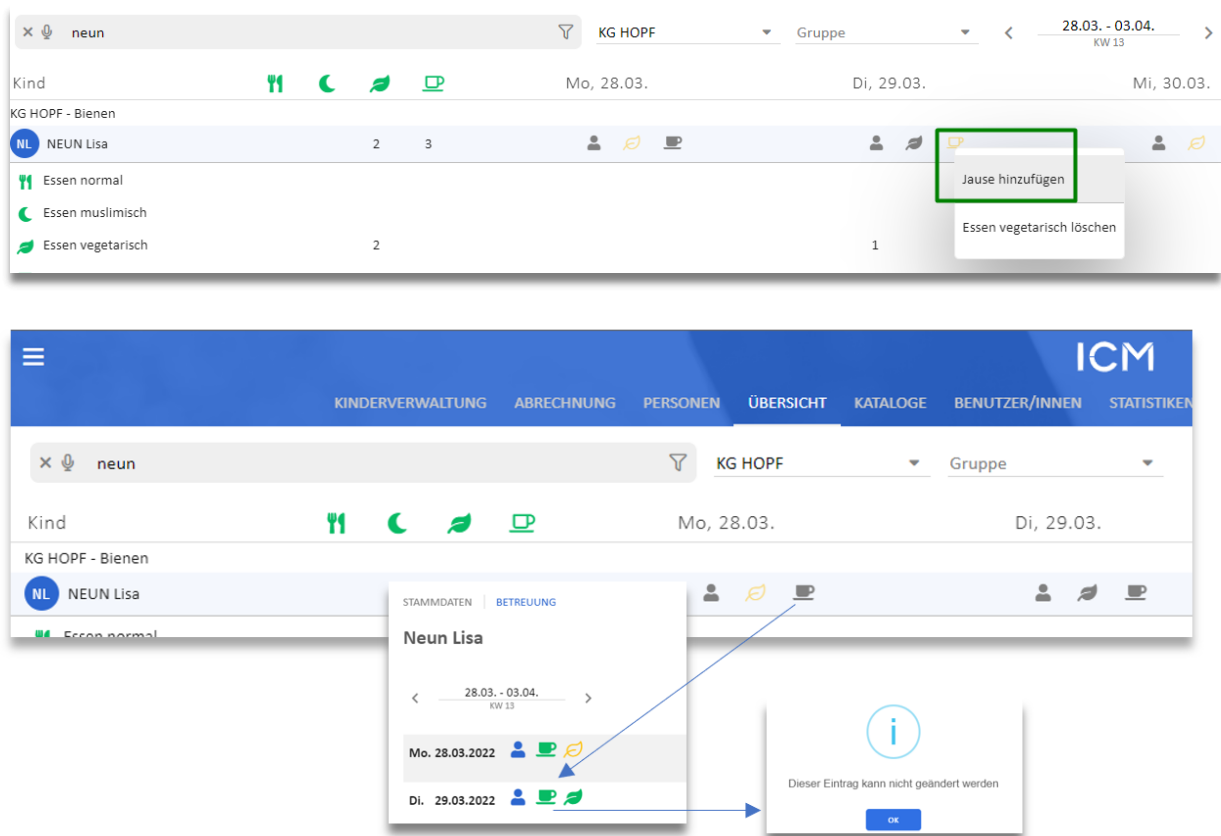 neun KG HOPF Gruppe 28.03. - 03.04.
KW 13
Kind Mo, 28.03. Di, 29.03. Mi, 30.03.
KG HOPF - Bienen
NL NEUN Lisa 2 3
Essen normal
Jause hinzufügen
Essen muslimisch
Essen vegetarisch löschen
Essen vegetarisch 2 1
ICM
KINDERVERWALTUNG ABRECHNUNG PERSONEN ÜBERSICHT KATALOGE BENUTZER/INNEN STATISTIKEN
neun KG HOPF Gruppe
Kind Mo, 28.03. Di, 29.03.
KG HOPF - Bienen
NL NEUN Lisa
Essen normal
STAMMDATEN BETREUUNG
Neun Lisa
28.03. - 03.04.
KW 13
Mo. 28.03.2022
Di. 29.03.2022
Dieser Eintrag kann nicht geändert werden
OK